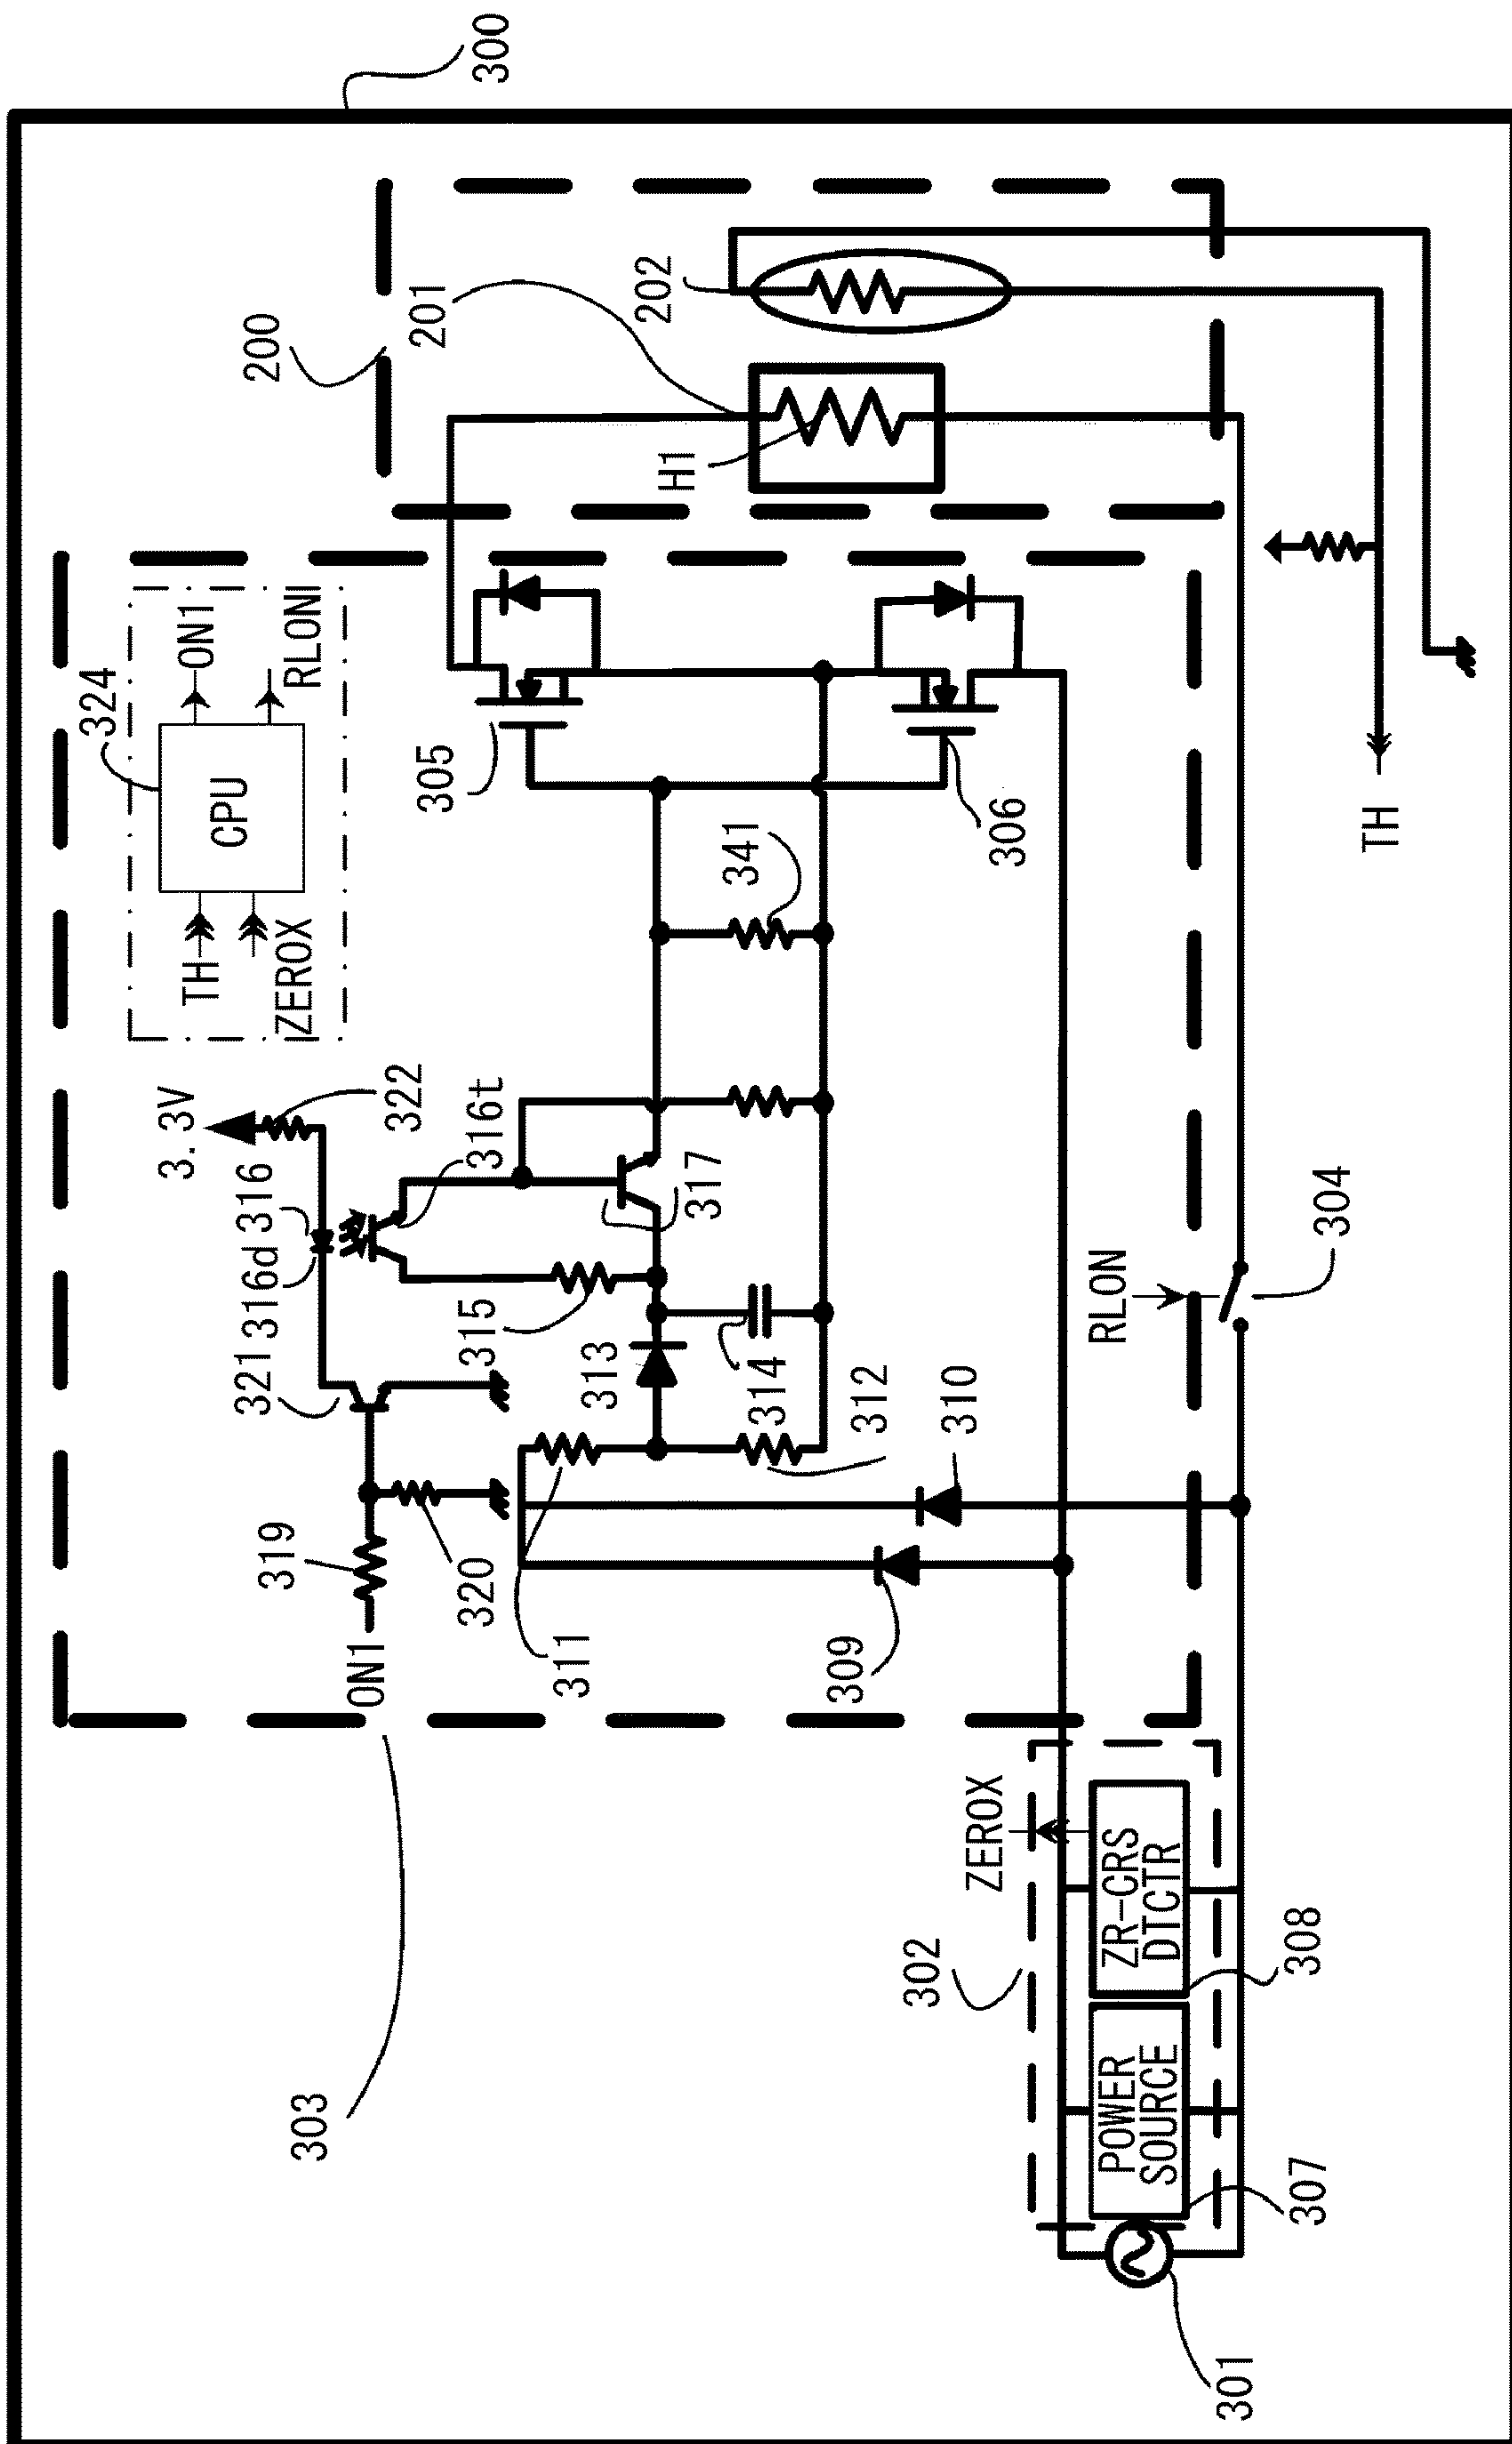 300
200
201
202
H1
324
CPU
TH
ZEROX
ON1
RLON
305
306
341
3.3V
322
316
316d
316t
321
317
315
313
314
312
310
319
320
ON1
311
309
RLON
304
TH
303
302
ZEROX
ZR-CRS
DTCTR
308
POWER
SOURCE
307
301